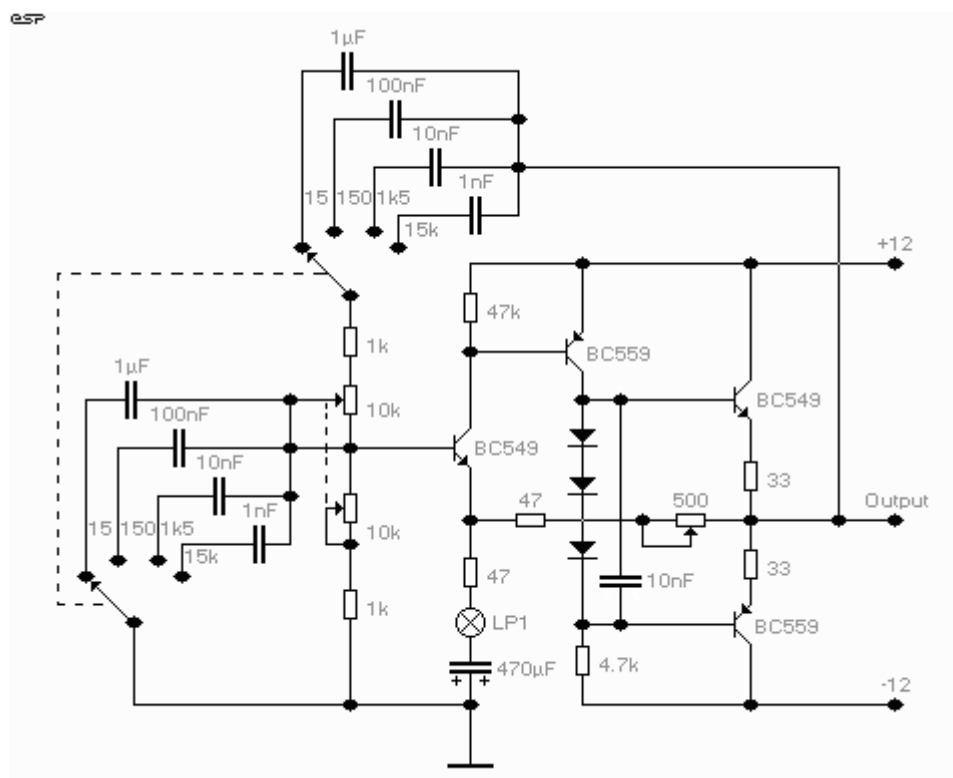 esp
1µF
100nF
10nF
1nF
15 150 1k5
15k
+12
47k
1k
BC559
1µF
10k
BC549
100nF
BC549
10nF
33
1nF
47
500
Output
15 150 1k5
10k
15k
47
10nF
33
1k
LP1
BC559
470µF
4.7k
-12
+ +